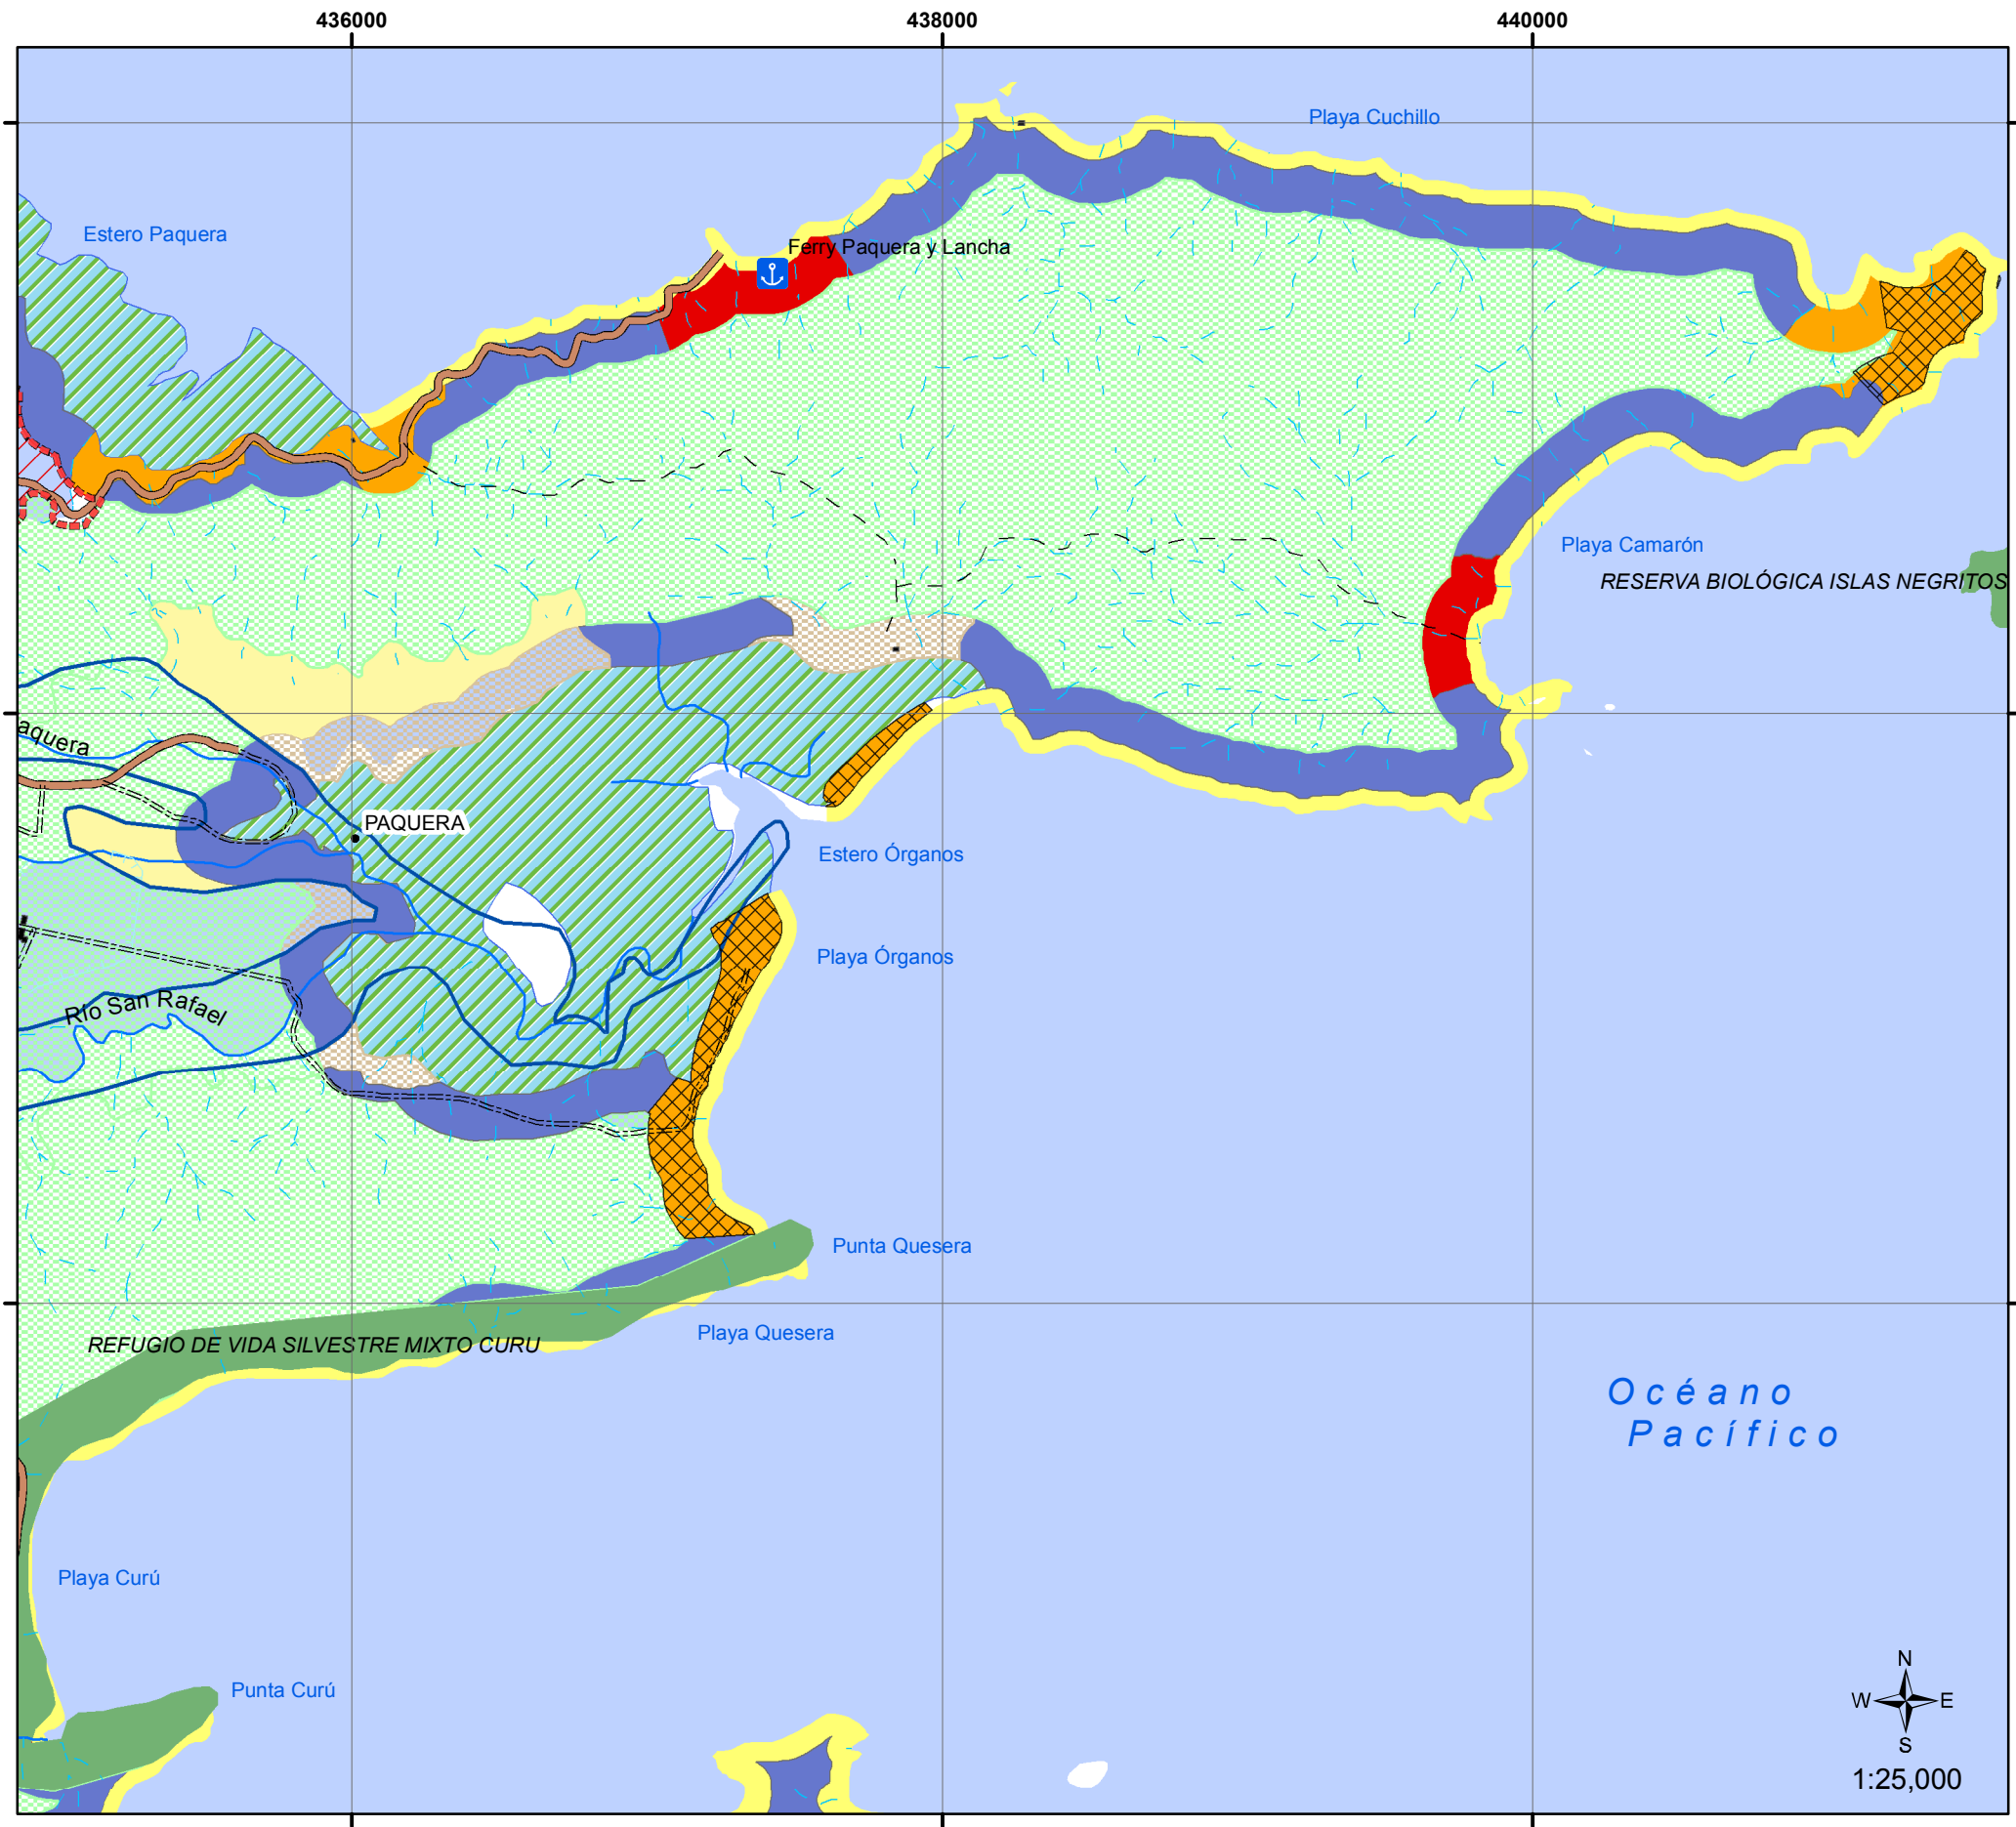 436000 438000 440000
Playa Cuchillo
Estero Paquera
Ferry Paquera y Lancha
Playa Camarón
RESERVA BIOLÓGICA ISLAS NEGRITOS
aquera
PAQUERA
Estero Órganos
Playa Órganos
Río San Rafael
Punta Quesera
Playa Quesera
REFUGIO DE VIDA SILVESTRE MIXTO CURU
Océano
Pacífico
Playa Curú
Punta Curú
N
W E
S
1:25,000